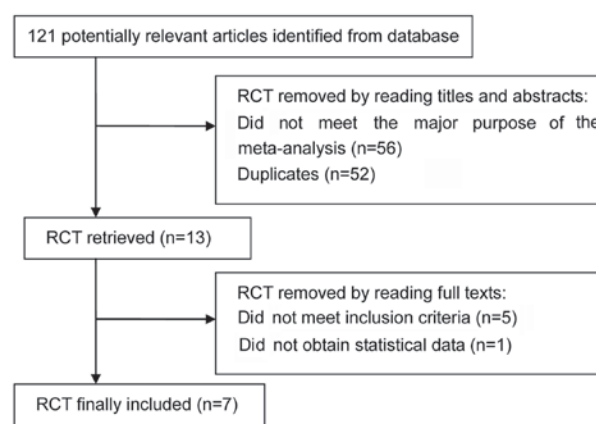 121 potentially relevant articles identified from database
RCT removed by reading titles and abstracts:
Did not meet the major purpose of the
meta-analysis (n=56)
Duplicates (n=52)
RCT retrieved (n=13)
RCT removed by reading full texts:
Did not meet inclusion criteria (n=5)
Did not obtain statistical data (n=1)
RCT finally included (n=7)